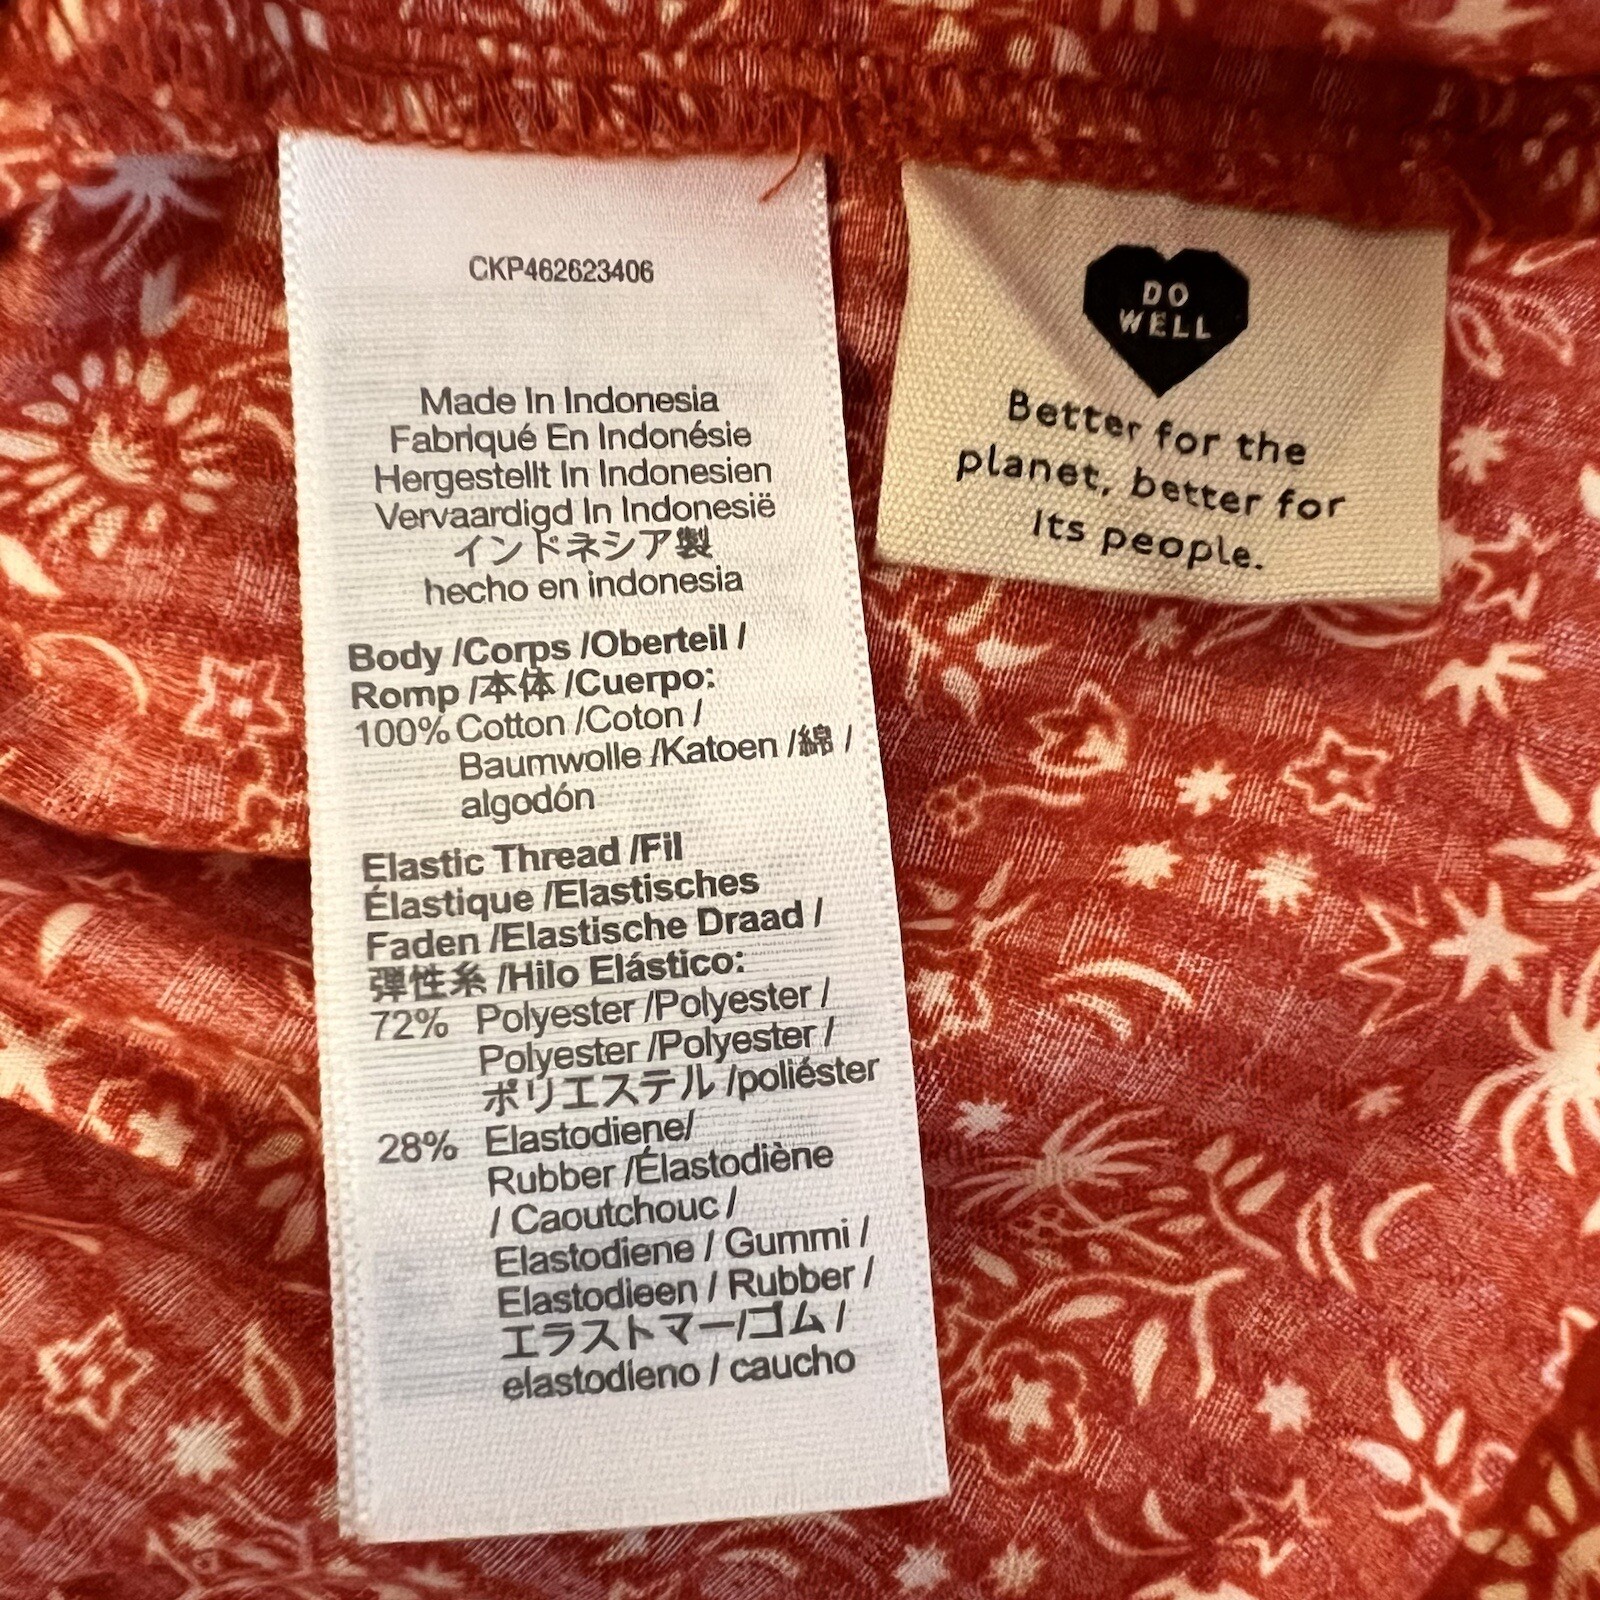 CKP462623406
Made In Indonesia
Fabriqué En Indonésie
Hergestellt In Indonesien
Vervaardigd In Indonesië
インドネシア製
hecho en indonesia
Body /Corps /Oberteil /
Romp /本体 /Cuerpo:
100% Cotton /Coton /
Baumwolle /Katoen /綿 /
algodón
Elastic Thread /Fil
Élastique /Elastisches
Faden /Elastische Draad /
弾性糸 /Hilo Elástico:
72% Polyester /Polyester /
Polyester /Polyester /
ポリエステル /poliéster
28% Elastodiene/
Rubber /Élastodiène
/ Caoutchouc /
Elastodiene / Gummi /
Elastodieen / Rubber /
エラストマー/ゴム /
elastodieno / caucho
DO
WELL
Better for the
planet, better for
its people.